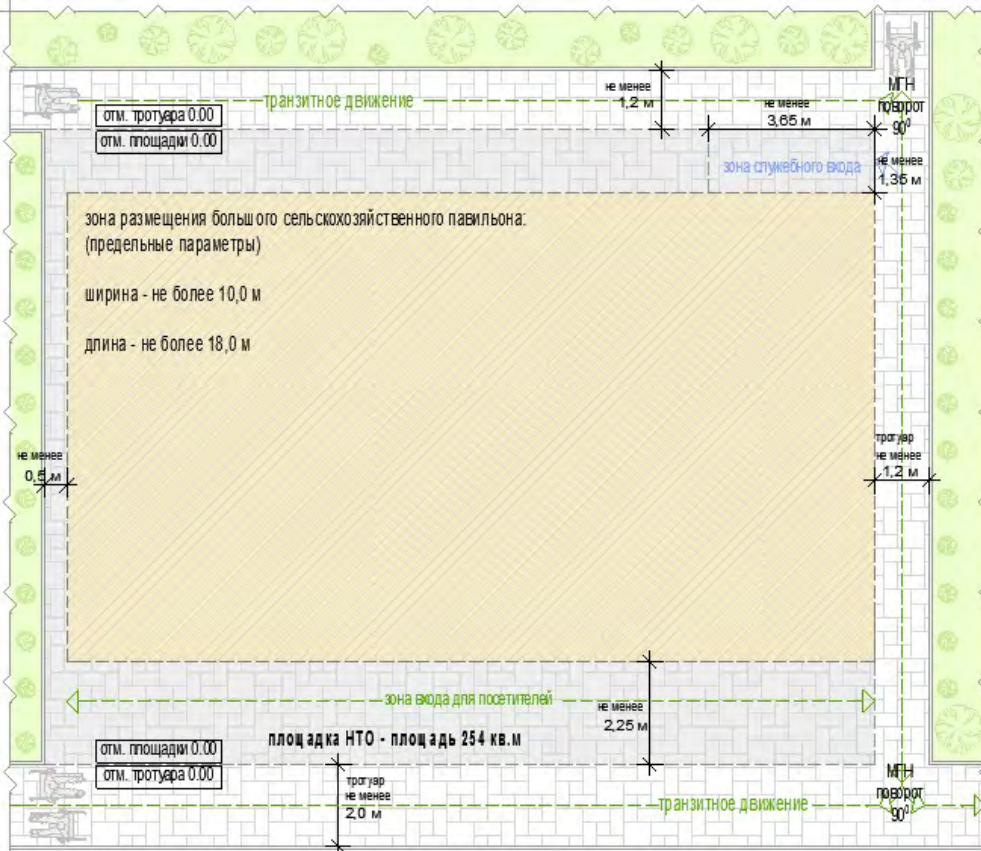 транзитное движение
отм. тротуара 0.00
отм. площадки 0.00
не менее
1,2 м
не менее
3,65 м
МГН
поворот
90⁰
зона служебного входа
не менее
1,35 м
зона размещения большого сельскохозяйственного павильона:
(предельные параметры)
ширина - не более 10,0 м
длина - не более 18,0 м
не менее
0,5 м
тротуар
не менее
1,2 м
зона входа для посетителей
не менее
2,25 м
площадка НТО - площадь 254 кв.м
отм. площадки 0.00
отм. тротуара 0.00
тротуар
не менее
2,0 м
транзитное движение
МГН
поворот
90⁰